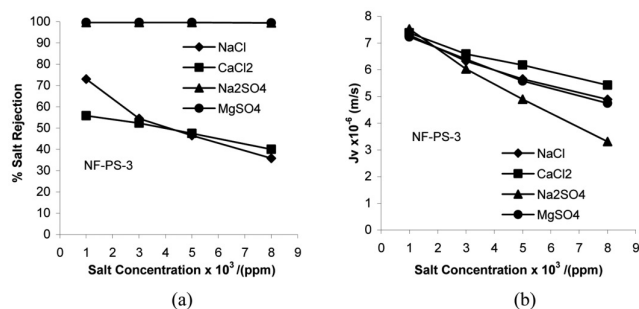 100
90
80
70
60
50
40
30
20
10
0
% Salt Rejection
NaCl
CaCl2
Na2SO4
MgSO4
NF-PS-3
0 1 2 3 4 5 6 7 8 9
Salt Concentration x 10³ /(ppm)
(a)
8
7
6
5
4
3
2
1
0
Jv x10⁻⁶ (m/s)
NF-PS-3
NaCl
CaCl2
Na2SO4
MgSO4
0 1 2 3 4 5 6 7 8 9
Salt Concentration x 10³ /(ppm)
(b)